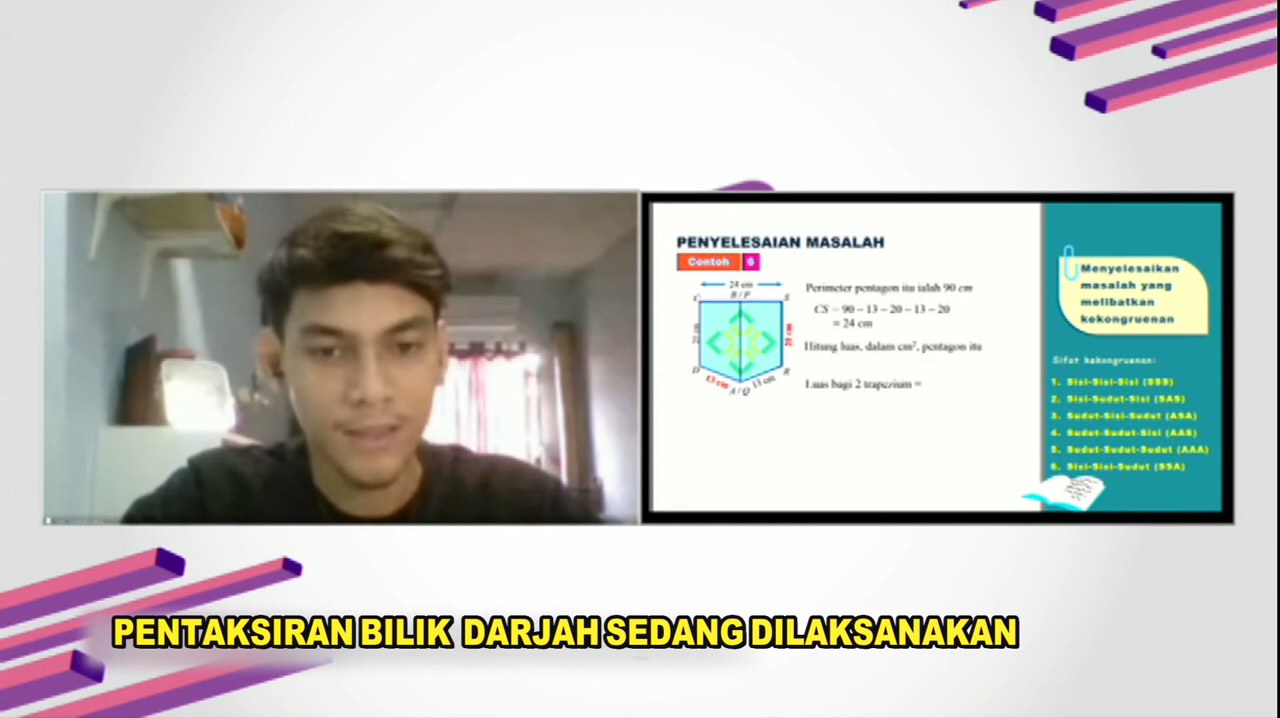 PENYELESAIAN MASALAH
Contoh 6
24 cm
B / P
C
S
20 cm
20 cm
D
R
13 cm
13 cm
A / Q
Perimeter pentagon itu ialah 90 cm
CS = 90 – 13 – 20 – 13 – 20
= 24 cm
Hitung luas, dalam cm², pentagon itu
Luas bagi 2 trapezium =
Menyelesaikan
masalah yang
melibatkan
kekongruenan
Sifat kekongruenan:
1. Sisi-Sisi-Sisi (SSS)
2. Sisi-Sudut-Sisi (SAS)
3. Sudut-Sisi-Sudut (ASA)
4. Sudut-Sudut-Sisi (AAS)
5. Sudut-Sudut-Sudut (AAA)
6. Sisi-Sisi-Sudut (SSA)
PENTAKSIRAN BILIK DARJAH SEDANG DILAKSANAKAN